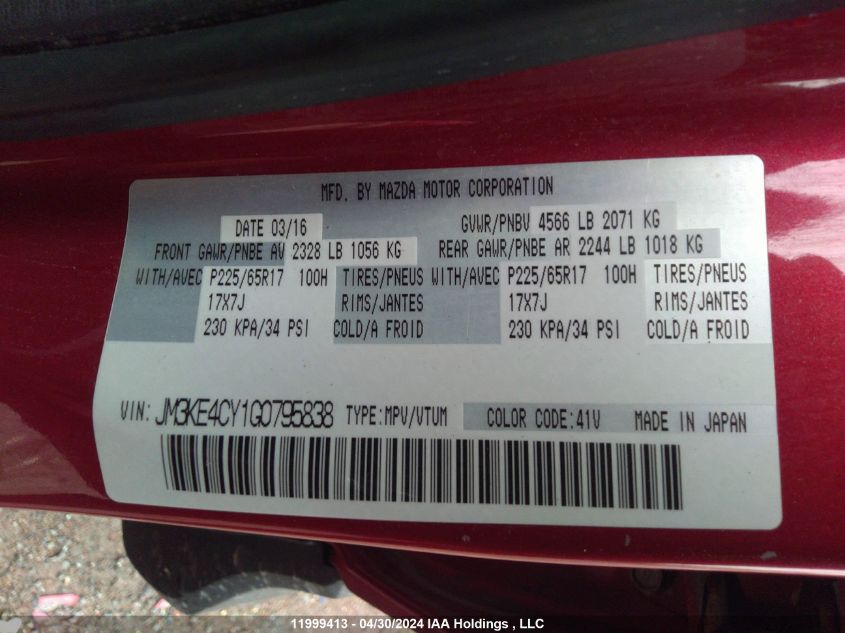 MFD. BY MAZDA MOTOR CORPORATION
DATE 03/16 GVWR/PNBV 4566 LB 2071 KG
FRONT GAWR/PNBE AV 2328 LB 1056 KG REAR GAWR/PNBE AR 2244 LB 1018 KG
WITH/AVEC P225/65R17 100H TIRES/PNEUS WITH/AVEC P225/65R17 100H TIRES/PNEUS
17X7J RIMS/JANTES 17X7J RIMS/JANTES
230 KPA/34 PSI COLD/A FROID 230 KPA/34 PSI COLD/A FROID
VIN: JM3KE4CY1G0795838 TYPE:MPV/VTUM COLOR CODE:41V MADE IN JAPAN
11999413 - 04/30/2024 IAA Holdings , LLC